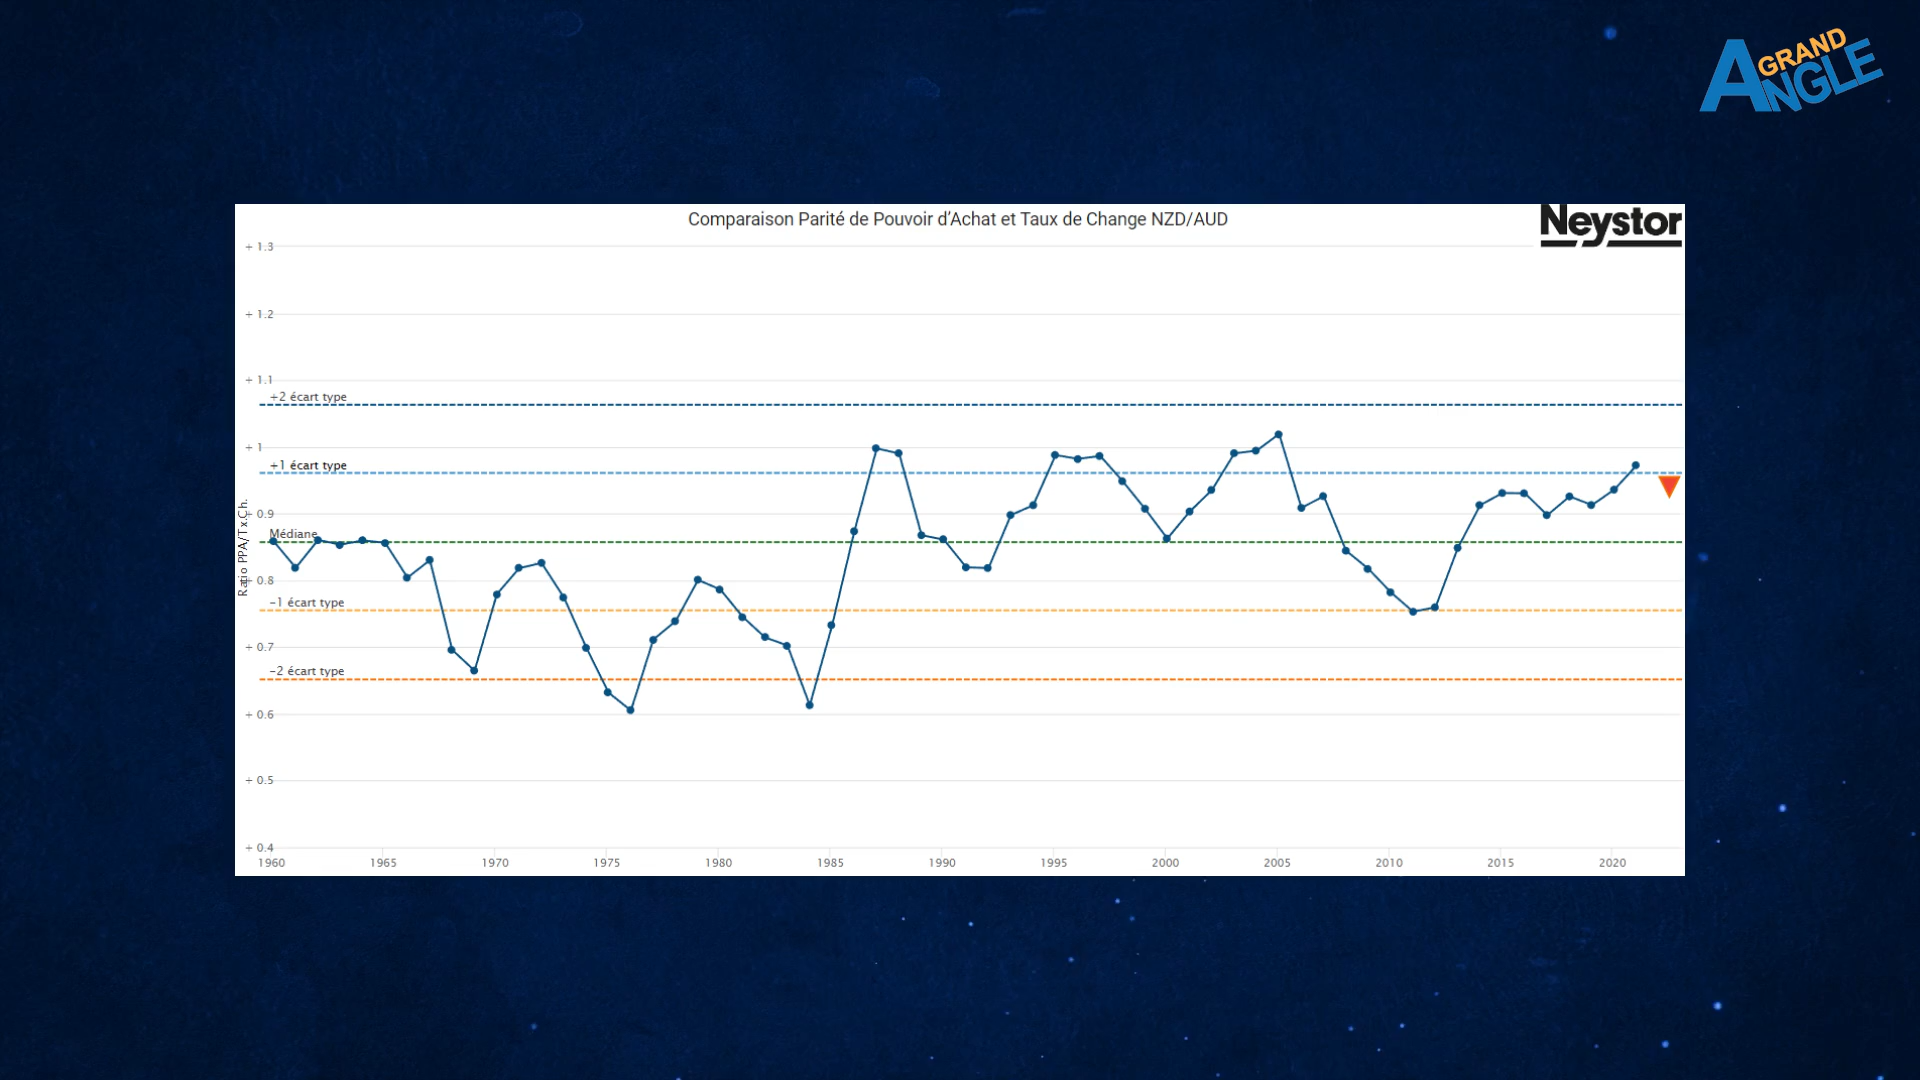 A GRAND
NGLE
Comparaison Parité de Pouvoir d'Achat et Taux de Change NZD/AUD
Neystor
+ 1.3
+ 1.2
+ 1.1
+2 écart type
+ 1
+1 écart type
+ 0.9
Médiane
+ 0.8
-1 écart type
+ 0.7
-2 écart type
+ 0.6
+ 0.5
+ 0.4
Ratio PPA/Tx.Ch.
1960 1965 1970 1975 1980 1985 1990 1995 2000 2005 2010 2015 2020